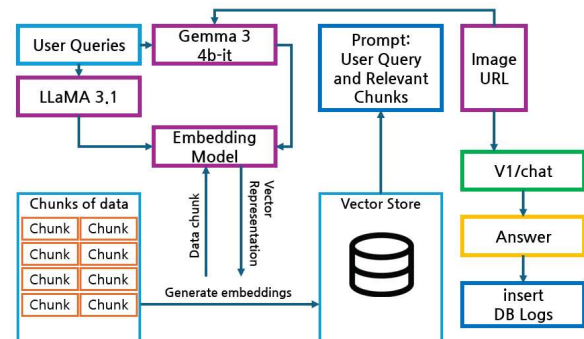 User Queries
Gemma 3
4b-it
Prompt:
User Query
and Relevant
Chunks
Image
URL
LLaMA 3.1
Embedding
Model
V1/chat
Chunks of data
Chunk Chunk
Chunk Chunk
Chunk Chunk
Chunk Chunk
Data chunk
Vector
Representation
Generate embeddings
Vector Store
Answer
insert
DB Logs